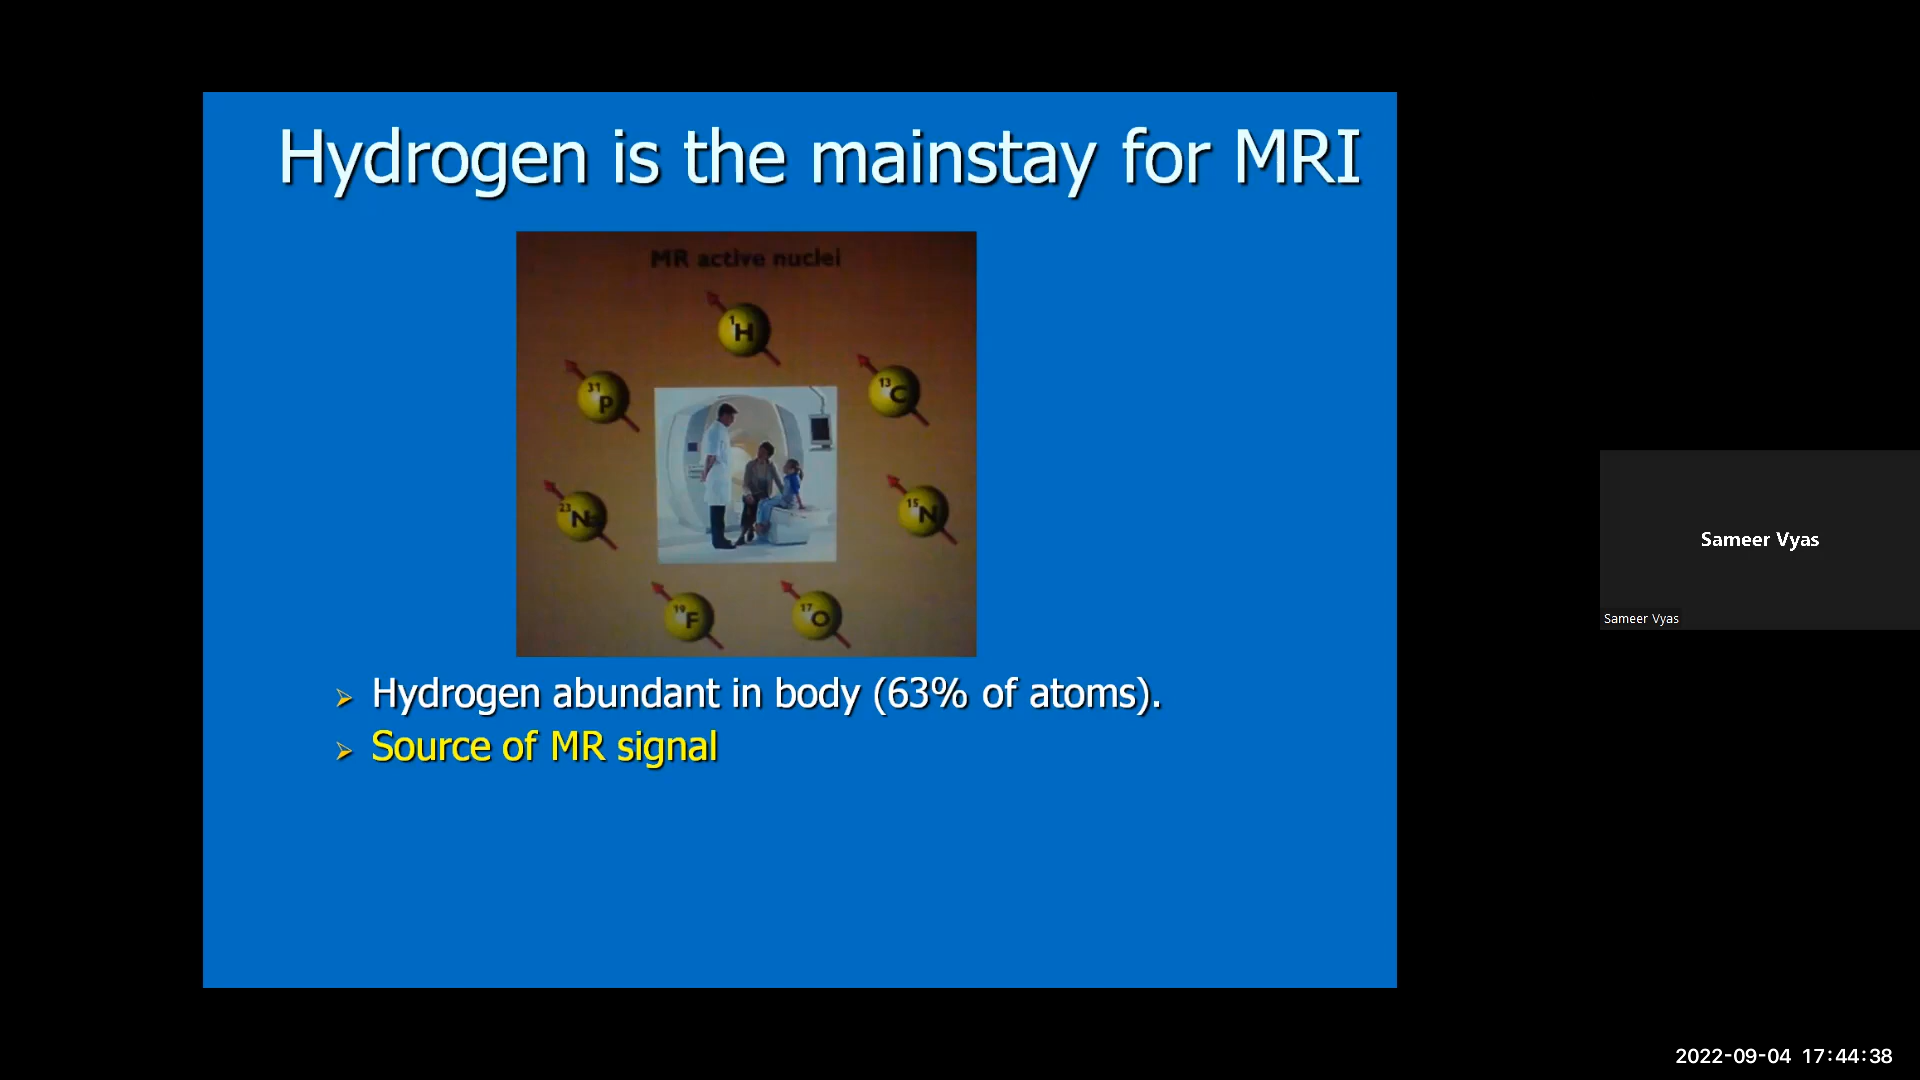 Hydrogen is the mainstay for MRI
MR active nuclei
1H
31P
13C
23Na
15N
19F
17O
➢ Hydrogen abundant in body (63% of atoms).
➢ Source of MR signal
Sameer Vyas
Sameer Vyas
2022-09-04 17:44:38